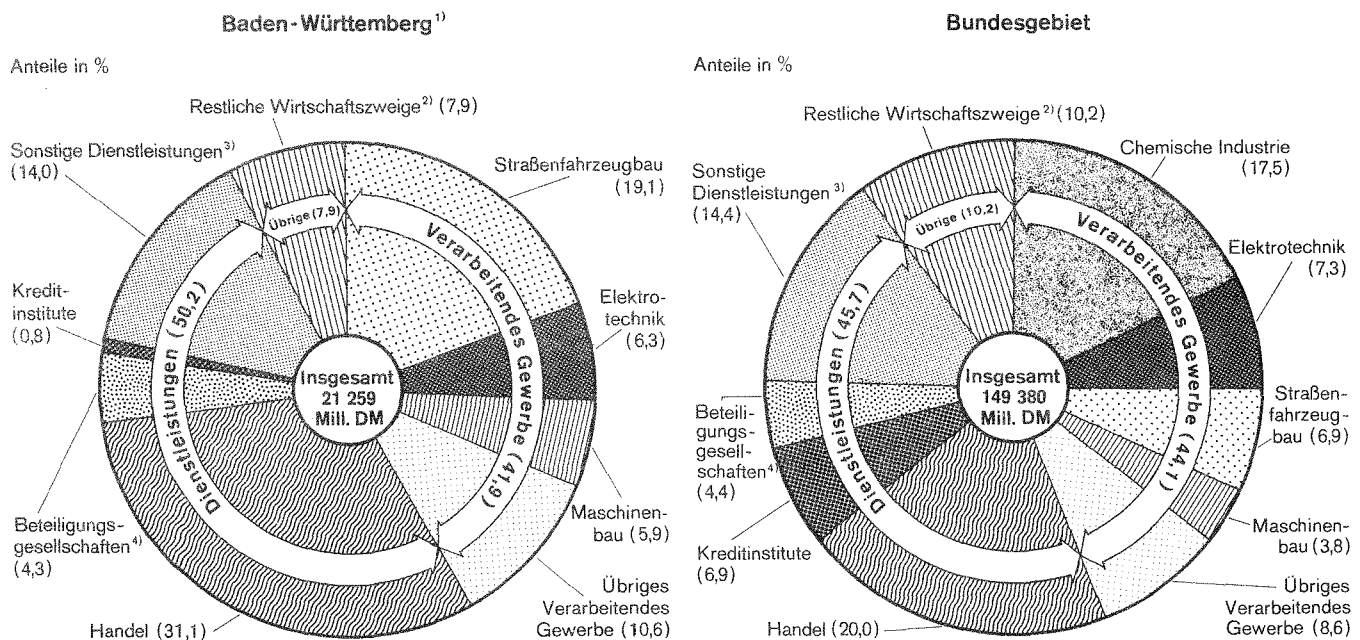 Baden-Württemberg¹⁾
Anteile in %
Restliche Wirtschaftszweige²⁾ (7,9)
Sonstige Dienstleistungen³⁾
(14,0)
Straßenfahrzeugbau
(19,1)
Übrige (7,9)
Verarbeitendes Gewerbe (41,9)
Elektro-
technik
(6,3)
Kredit-
institute
(0,8)
Dienstleistungen (50,2)
Insgesamt
21 259
Mill. DM
Maschinen-
bau (5,9)
Beteiligungs-
gesellschaften⁴⁾
(4,3)
Übriges
Verarbeitendes
Gewerbe (10,6)
Handel (31,1)
Bundesgebiet
Anteile in %
Restliche Wirtschaftszweige²⁾ (10,2)
Chemische Industrie
(17,5)
Sonstige
Dienstleistungen³⁾
(14,4)
Übrige (10,2)
Verarbeitendes Gewerbe (44,1)
Elektrotechnik
(7,3)
Dienstleistungen (45,7)
Insgesamt
149 380
Mill. DM
Straßen-
fahrzeug-
bau (6,9)
Beteili-
gungs-
gesell-
schaften⁴⁾
(4,4)
Maschinen-
bau (3,8)
Kreditinstitute
(6,9)
Übriges
Verarbeitendes
Gewerbe (8,6)
Handel (20,0)